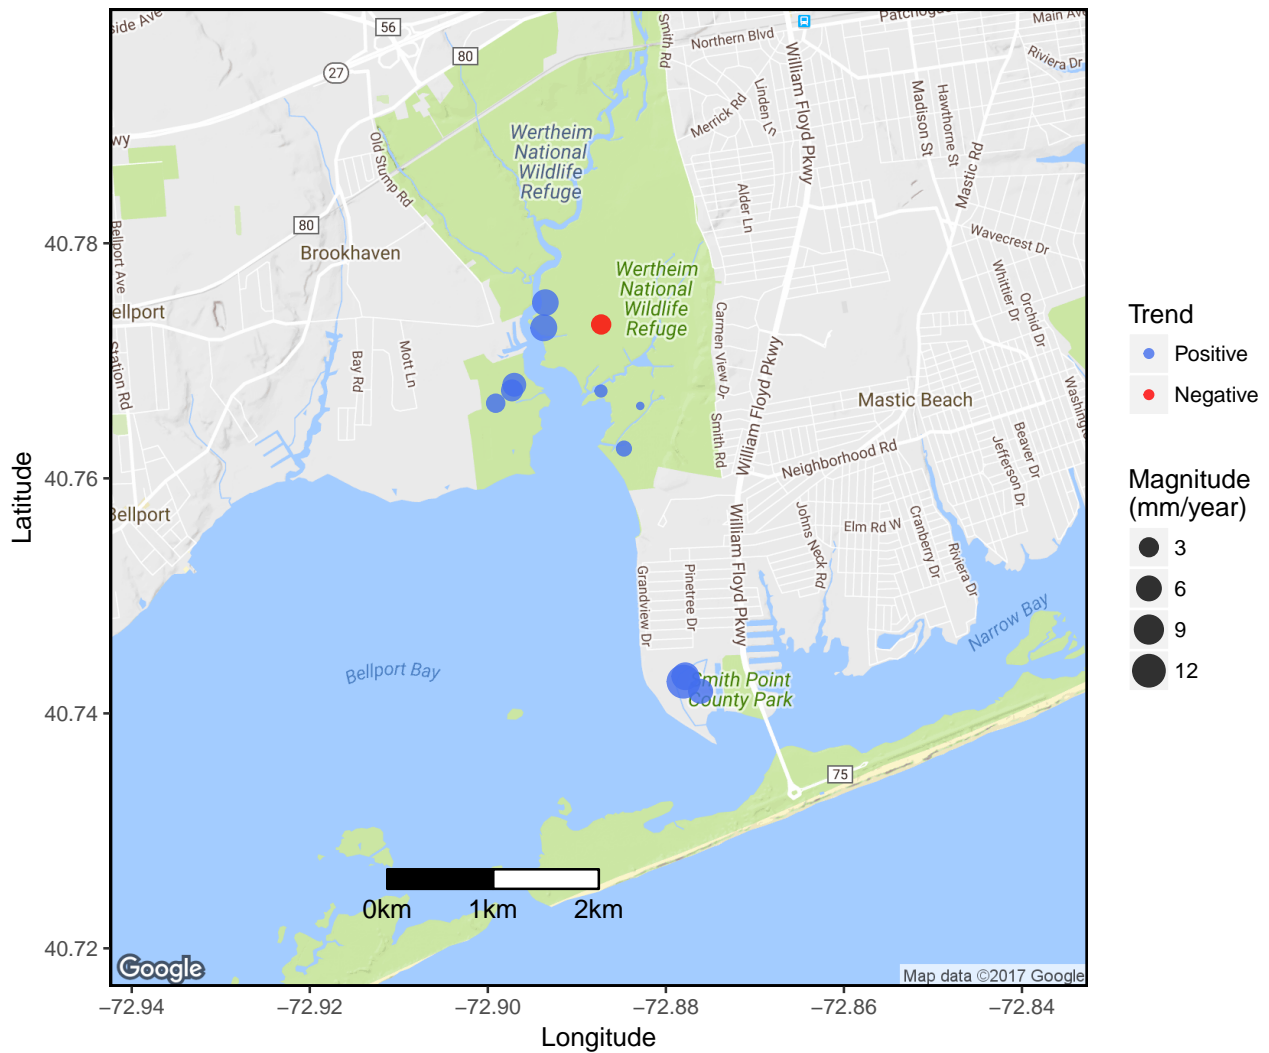 side Ave
56
80
27
Smith Rd
Northern Blvd
Patchogue
Main Ave
Riviera Dr
wy
Old Stump Rd
Wertheim
National
Wildlife
Refuge
Merrick Rd
Linden Ln
William Floyd Pkwy
Madison St
Hawthorne St
Mastic Rd
Alder Ln
80
Bellport Ave
Brookhaven
Wavecrest Dr
Wertheim
National
Wildlife
Refuge
Whittier Dr
Orchid Dr
ellport
Station Rd
Bay Rd
Mott Ln
Carmen View Dr
William Floyd Pkwy
Mastic Beach
Washingt
Smith Rd
Neighborhood Rd
Beaver Dr
Jefferson Dr
Bellport
William Floyd Pkwy
Johns Neck Rd
Elm Rd W
Cranberry Dr
Riviera Dr
Grandview Dr
Pinetree Dr
Narrow Bay
Bellport Bay
Smith Point
County Park
75
0km
1km
2km
Google
Map data ©2017 Google
40.78
40.76
40.74
40.72
Latitude
−72.94
−72.92
−72.90
−72.88
−72.86
−72.84
Longitude
Trend
Positive
Negative
Magnitude
(mm/year)
3
6
9
12